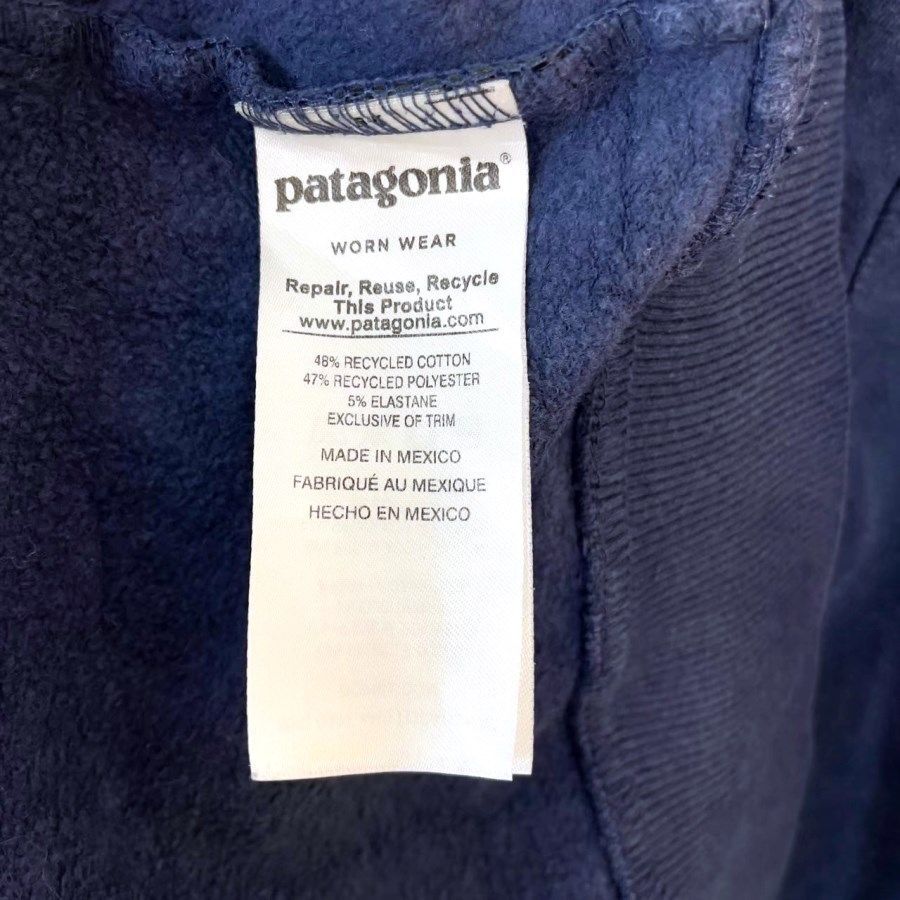 patagonia®
WORN WEAR
Repair, Reuse, Recycle
This Product
www.patagonia.com
48% RECYCLED COTTON
47% RECYCLED POLYESTER
5% ELASTANE
EXCLUSIVE OF TRIM
MADE IN MEXICO
FABRIQUÉ AU MEXIQUE
HECHO EN MEXICO